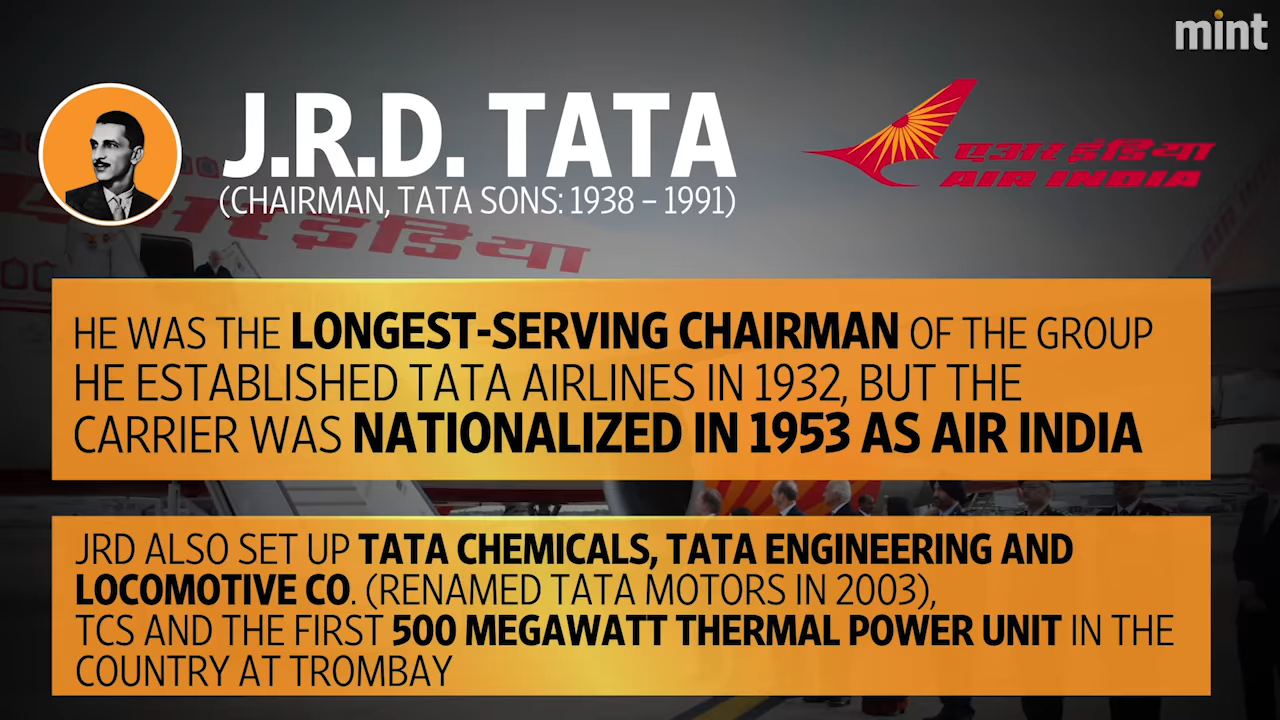 mint
J.R.D. TATA
(CHAIRMAN, TATA SONS: 1938 – 1991)
एअर इंडिया
AIR INDIA
एअर इंडिया
AIR INDIA
HE WAS THE LONGEST-SERVING CHAIRMAN OF THE GROUP
HE ESTABLISHED TATA AIRLINES IN 1932, BUT THE
CARRIER WAS NATIONALIZED IN 1953 AS AIR INDIA
JRD ALSO SET UP TATA CHEMICALS, TATA ENGINEERING AND
LOCOMOTIVE CO. (RENAMED TATA MOTORS IN 2003),
TCS AND THE FIRST 500 MEGAWATT THERMAL POWER UNIT IN THE
COUNTRY AT TROMBAY